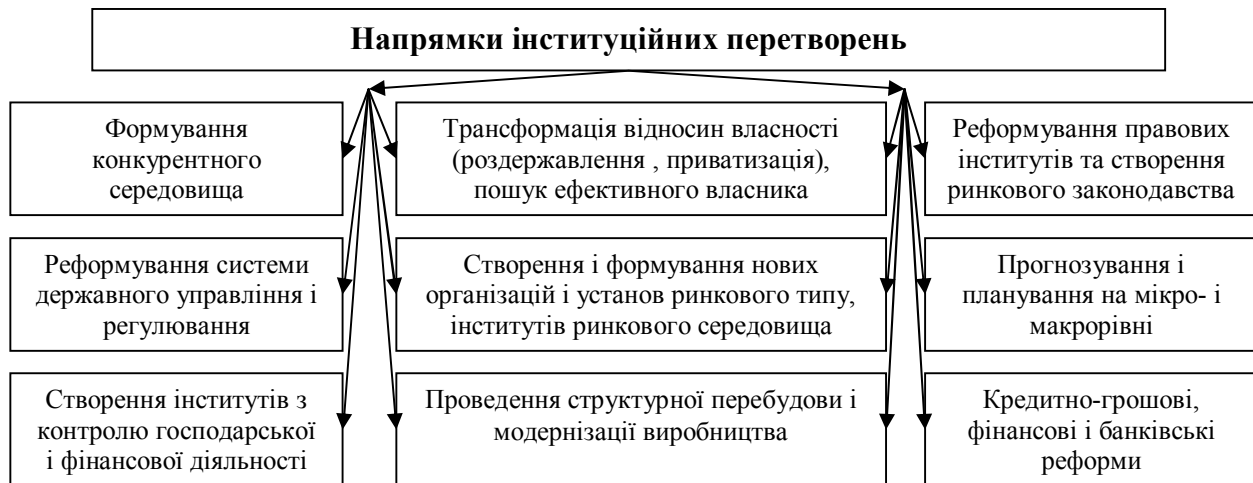 Напрямки інституційних перетворень
Формування
конкурентного
середовища
Трансформація відносин власності
(роздержавлення , приватизація),
пошук ефективного власника
Реформування правових
інститутів та створення
ринкового законодавства
Реформування системи
державного управління і
регулювання
Створення і формування нових
організацій і установ ринкового типу,
інститутів ринкового середовища
Прогнозування і
планування на мікро- і
макрорівні
Створення інститутів з
контролю господарської
і фінансової діяльності
Проведення структурної перебудови і
модернізації виробництва
Кредитно-грошові,
фінансові і банківські
реформи